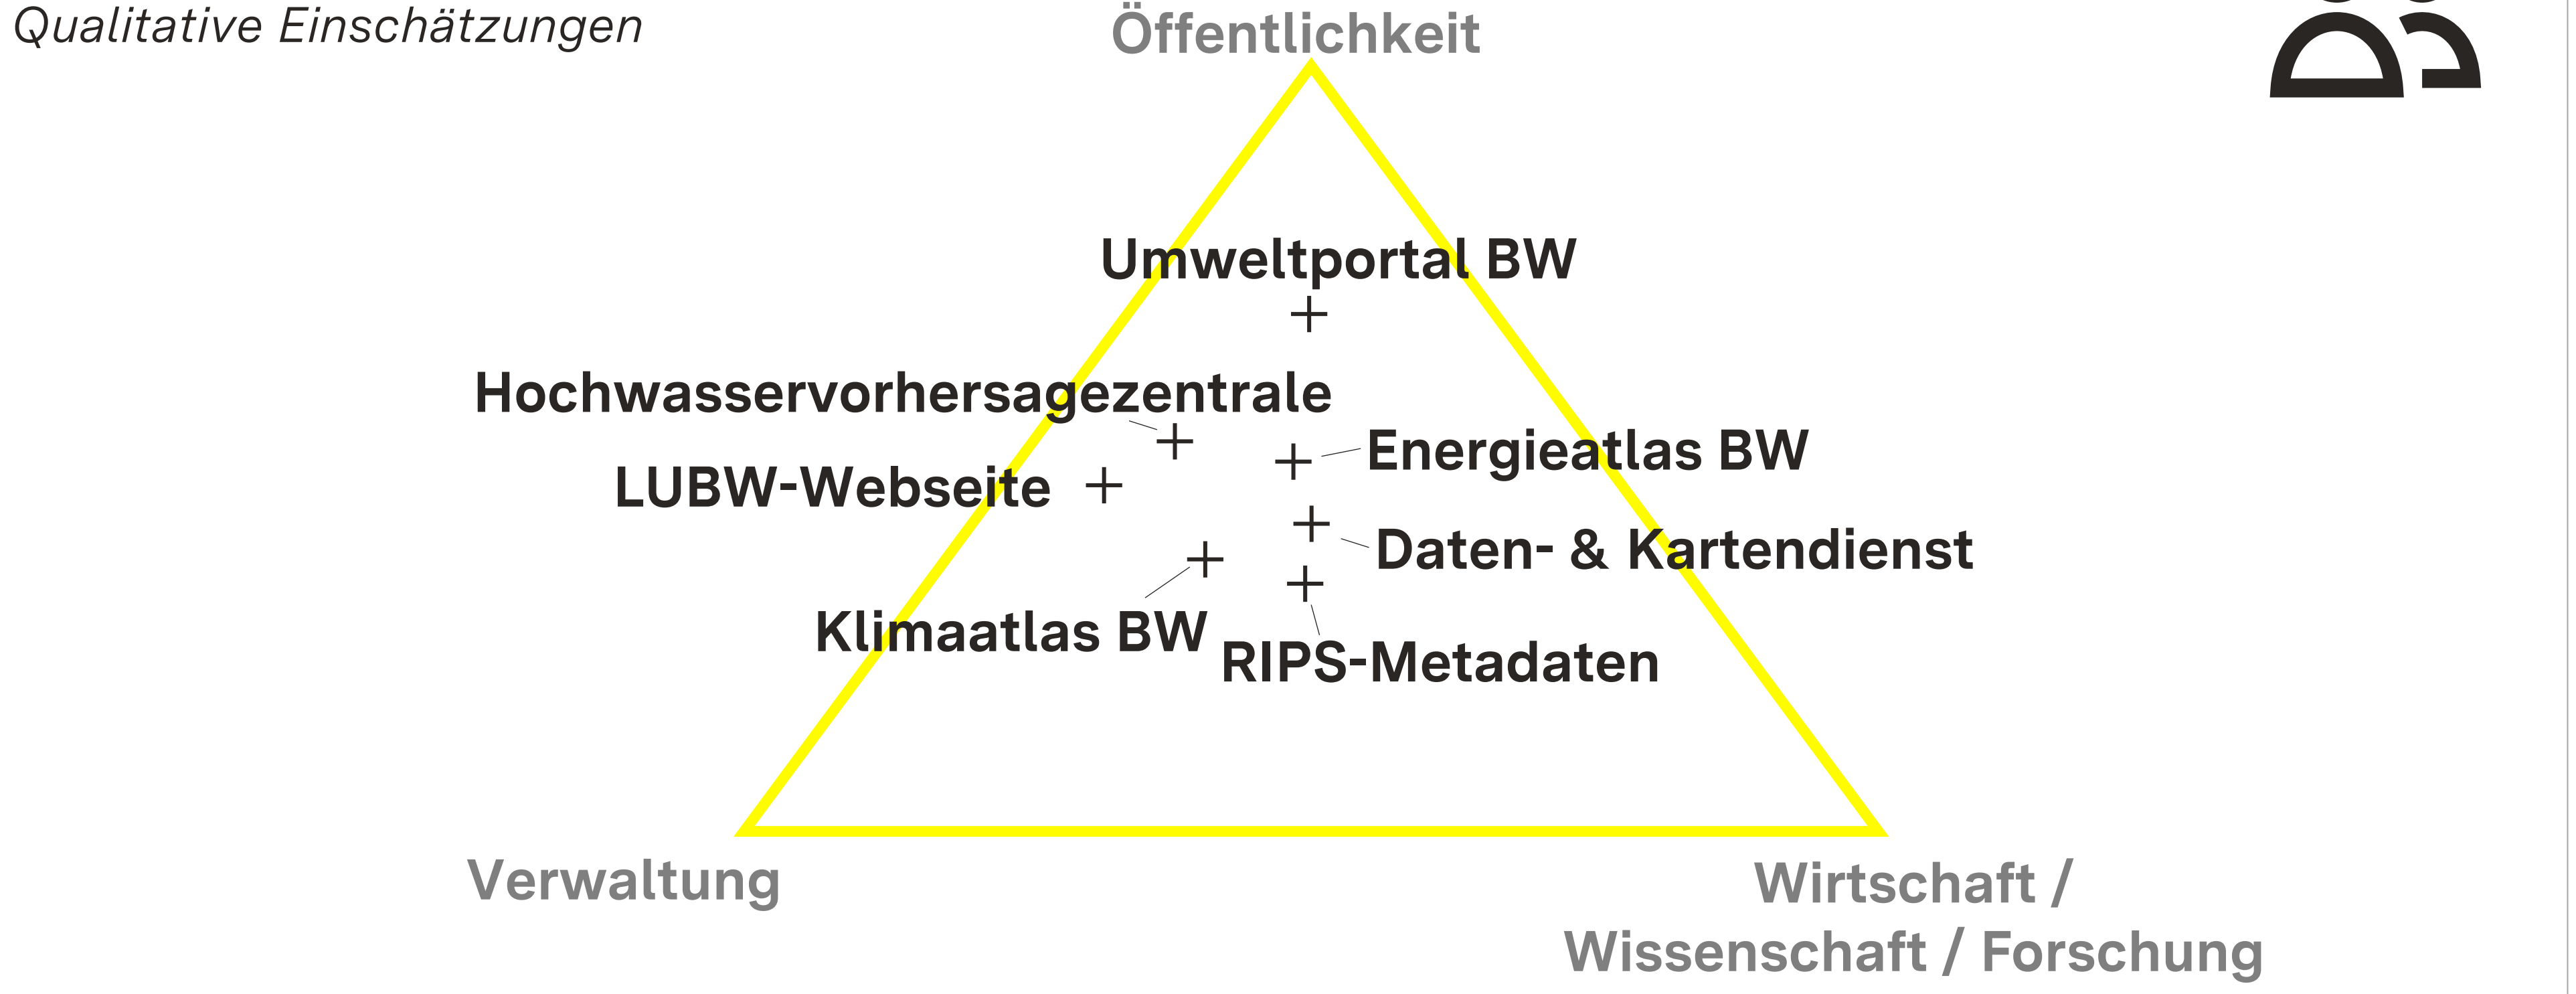 Qualitative Einschätzungen
Öffentlichkeit
Umweltportal BW
Hochwasservorhersagezentrale
Energieatlas BW
LUBW-Webseite
Daten- & Kartendienst
Klimaatlas BW
RIPS-Metadaten
Verwaltung
Wirtschaft /
Wissenschaft / Forschung